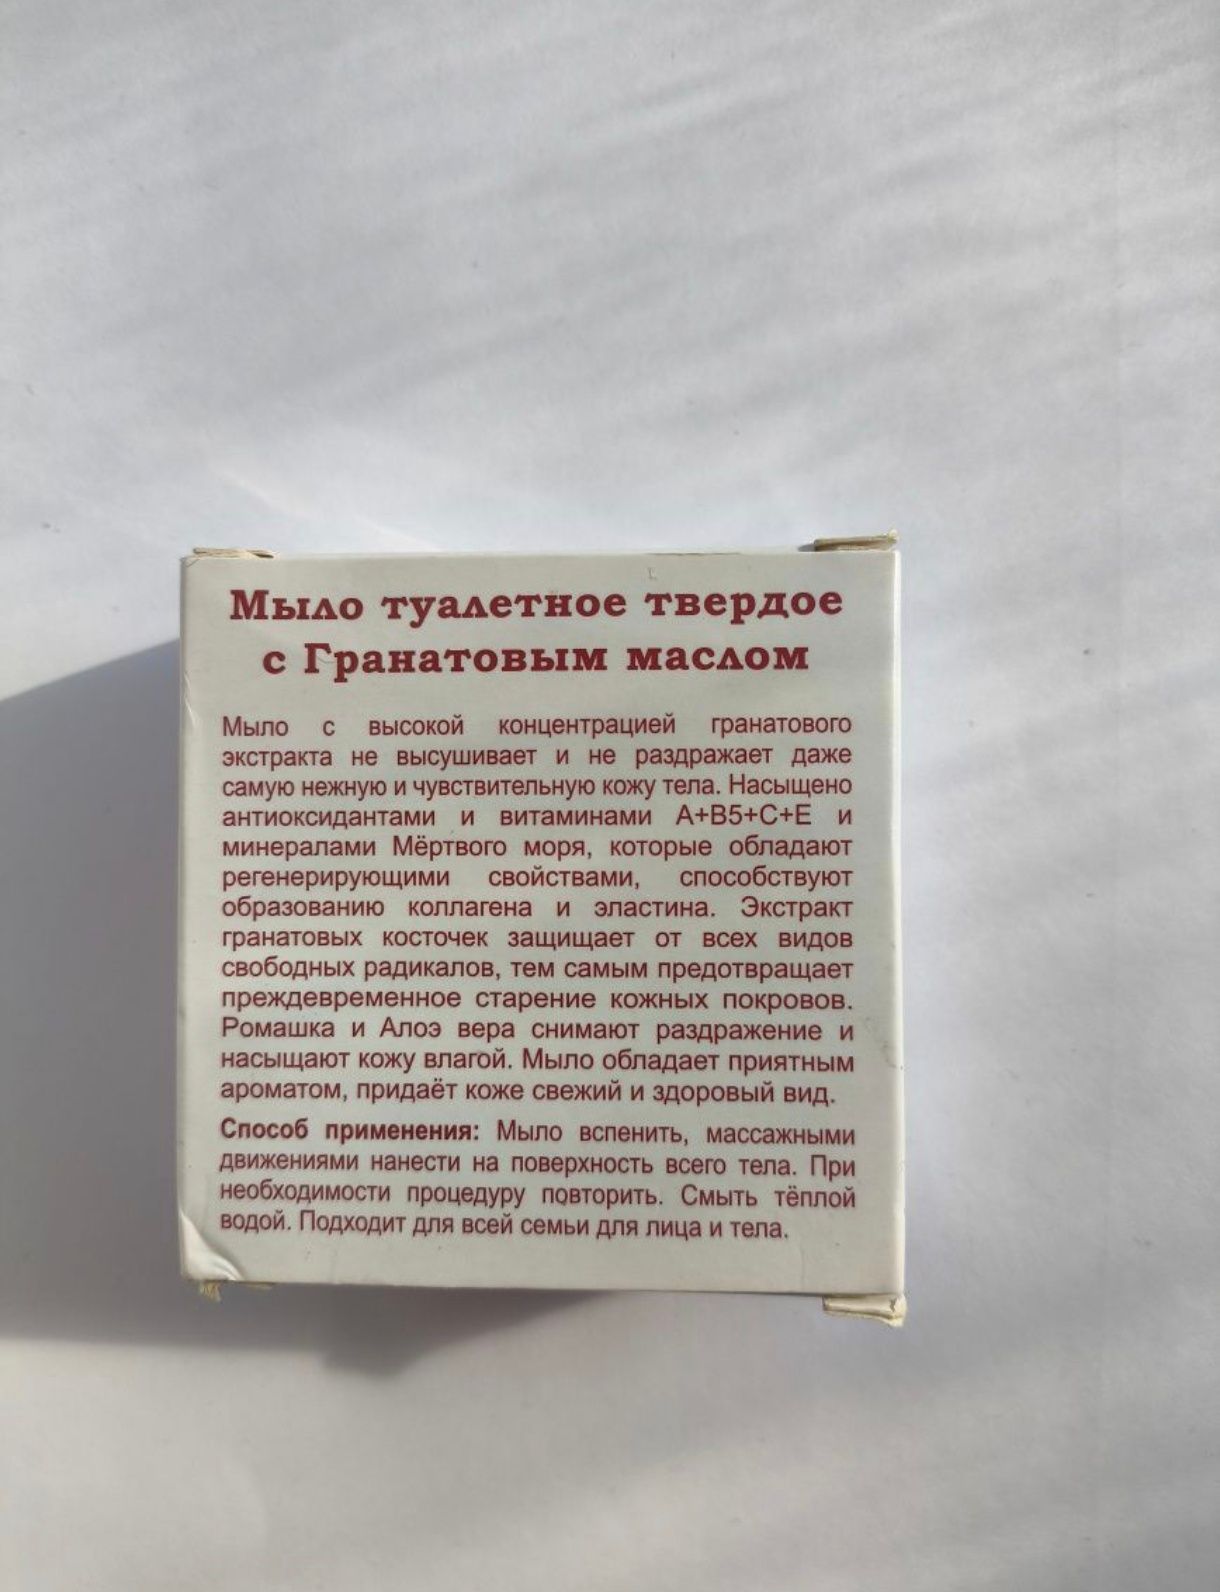 Мыло туалетное твердое
с Гранатовым маслом
Мыло с высокой концентрацией гранатового
экстракта не высушивает и не раздражает даже
самую нежную и чувствительную кожу тела. Насыщено
антиоксидантами и витаминами А+В5+С+Е и
минералами Мёртвого моря, которые обладают
регенерирующими свойствами, способствуют
образованию коллагена и эластина. Экстракт
гранатовых косточек защищает от всех видов
свободных радикалов, тем самым предотвращает
преждевременное старение кожных покровов.
Ромашка и Алоэ вера снимают раздражение и
насыщают кожу влагой. Мыло обладает приятным
ароматом, придаёт коже свежий и здоровый вид.
Способ применения: Мыло вспенить, массажными
движениями нанести на поверхность всего тела. При
необходимости процедуру повторить. Смыть тёплой
водой. Подходит для всей семьи для лица и тела.